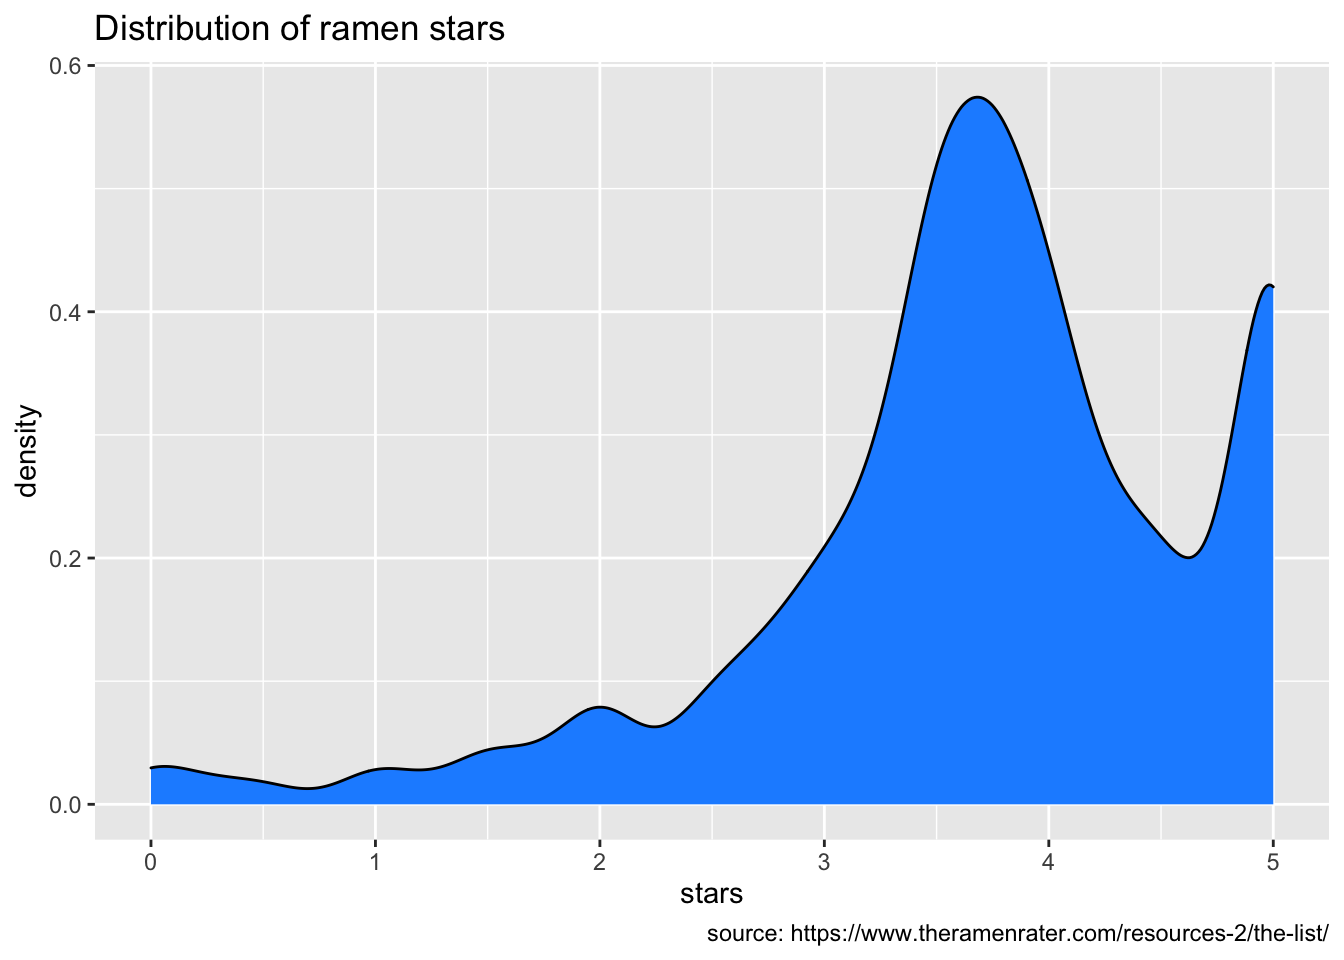 Distribution of ramen stars
0.6
0.4
0.2
0.0
density
0 1 2 3 4 5
stars
source: https://www.theramenrater.com/resources-2/the-list/